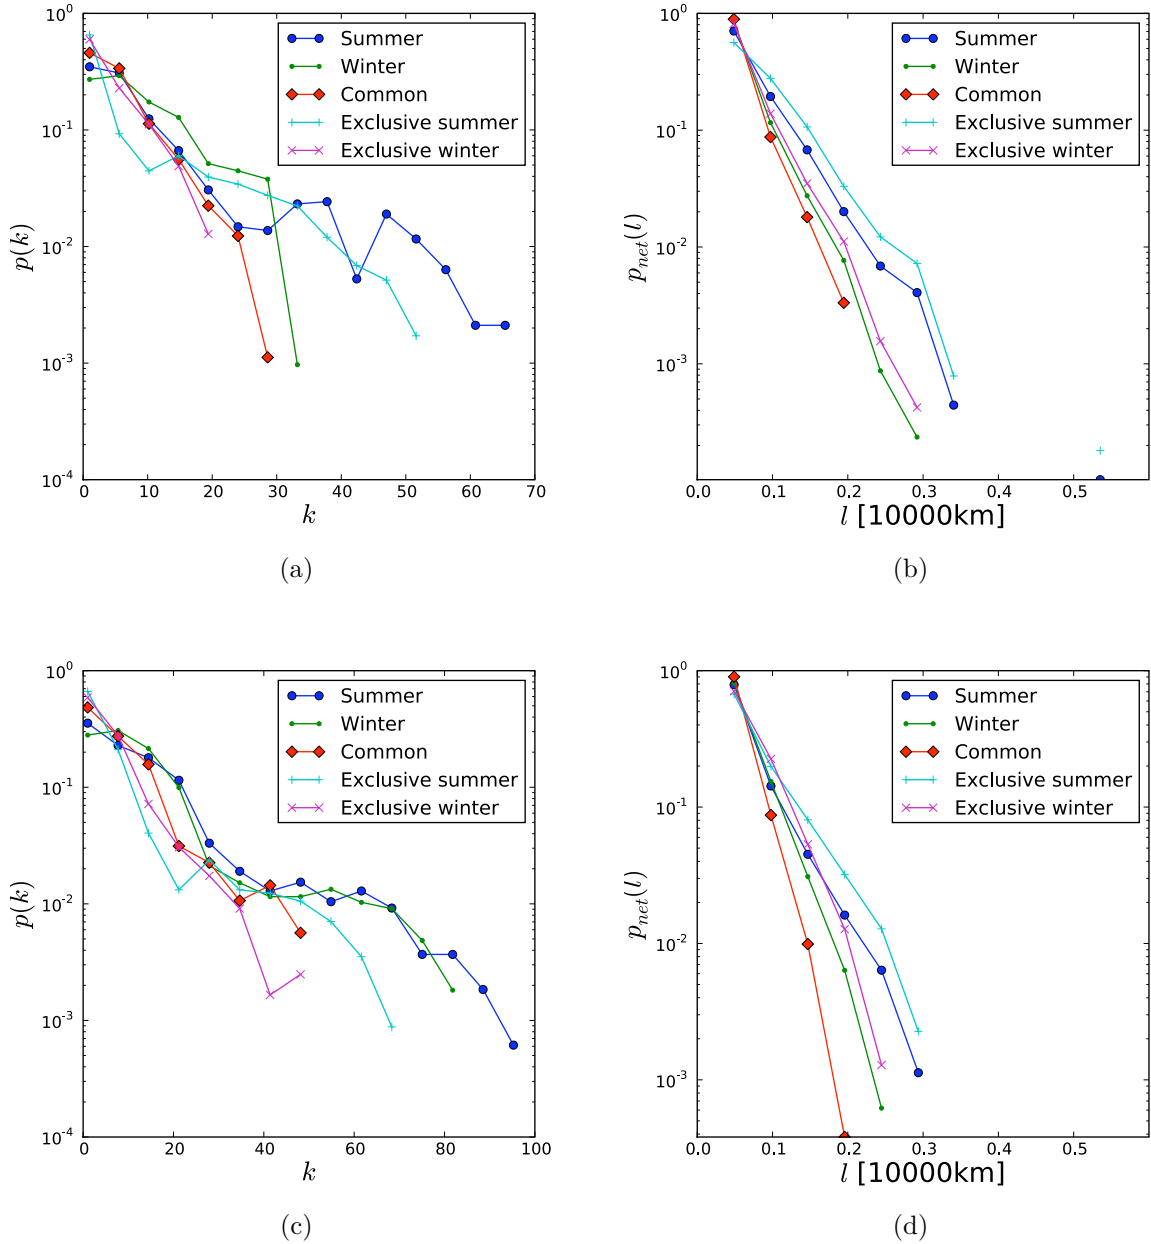 10^0
10^-1
10^-2
10^-3
10^-4
p(k)
0 10 20 30 40 50 60 70
k
Summer
Winter
Common
Exclusive summer
Exclusive winter
(a)
10^0
10^-1
10^-2
10^-3
p_net(l)
0.0 0.1 0.2 0.3 0.4 0.5
l [10000km]
Summer
Winter
Common
Exclusive summer
Exclusive winter
(b)
10^0
10^-1
10^-2
10^-3
10^-4
p(k)
0 20 40 60 80 100
k
Summer
Winter
Common
Exclusive summer
Exclusive winter
(c)
10^0
10^-1
10^-2
10^-3
p_net(l)
0.0 0.1 0.2 0.3 0.4 0.5
l [10000km]
Summer
Winter
Common
Exclusive summer
Exclusive winter
(d)